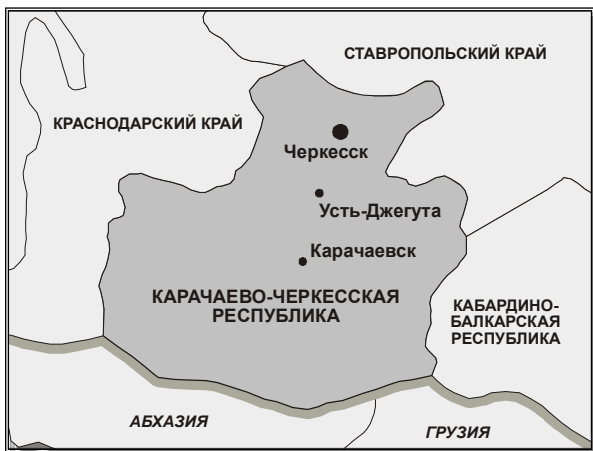 СТАВРОПОЛЬСКИЙ КРАЙ
КРАСНОДАРСКИЙ КРАЙ
Черкесск
Усть-Джегута
Карачаевск
КАРАЧАЕВО-ЧЕРКЕССКАЯ
РЕСПУБЛИКА
КАБАРДИНО-
БАЛКАРСКАЯ
РЕСПУБЛИКА
АБХАЗИЯ
ГРУЗИЯ